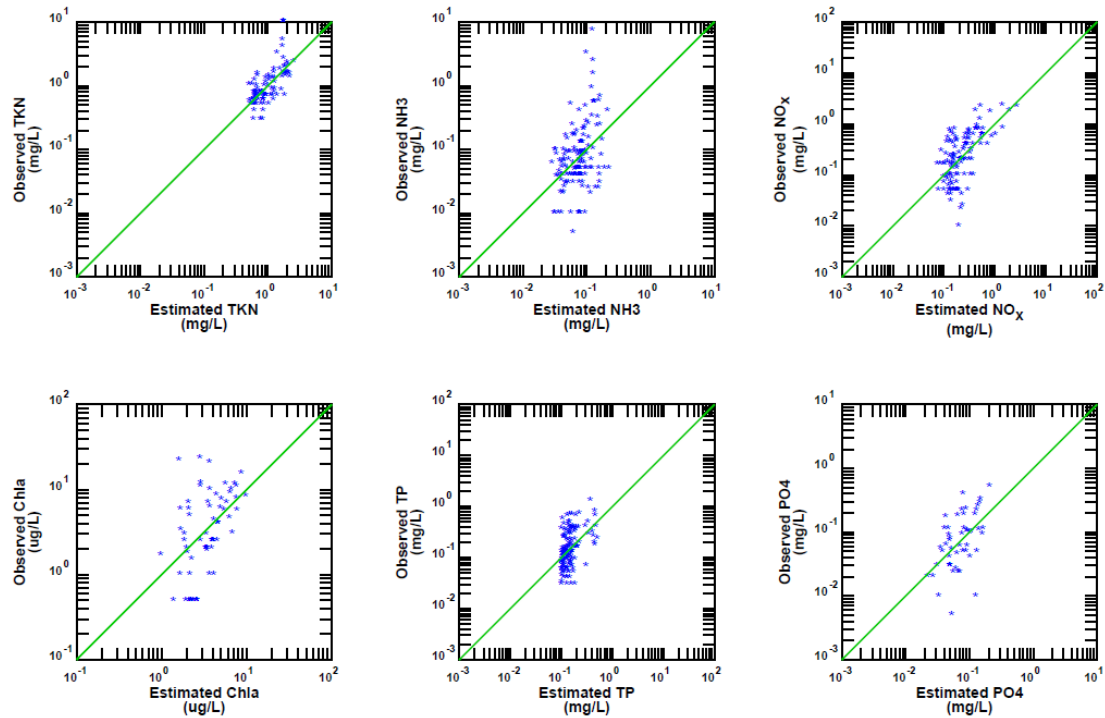 Observed TKN
(mg/L)
10^1
10^0
10^-1
10^-2
10^-3
10^-3 10^-2 10^-1 10^0 10^1
Estimated TKN
(mg/L)
Observed NH3
(mg/L)
10^1
10^0
10^-1
10^-2
10^-3
10^-3 10^-2 10^-1 10^0 10^1
Estimated NH3
(mg/L)
Observed NO_X
(mg/L)
10^2
10^1
10^0
10^-1
10^-2
10^-3
10^-3 10^-2 10^-1 10^0 10^1 10^2
Estimated NO_X
(mg/L)
Observed Chla
(ug/L)
10^2
10^1
10^0
10^-1
10^-1 10^0 10^1 10^2
Estimated Chla
(ug/L)
Observed TP
(mg/L)
10^2
10^1
10^0
10^-1
10^-2
10^-3
10^-3 10^-2 10^-1 10^0 10^1 10^2
Estimated TP
(mg/L)
Observed PO4
(mg/L)
10^1
10^0
10^-1
10^-2
10^-3
10^-3 10^-2 10^-1 10^0 10^1
Estimated PO4
(mg/L)